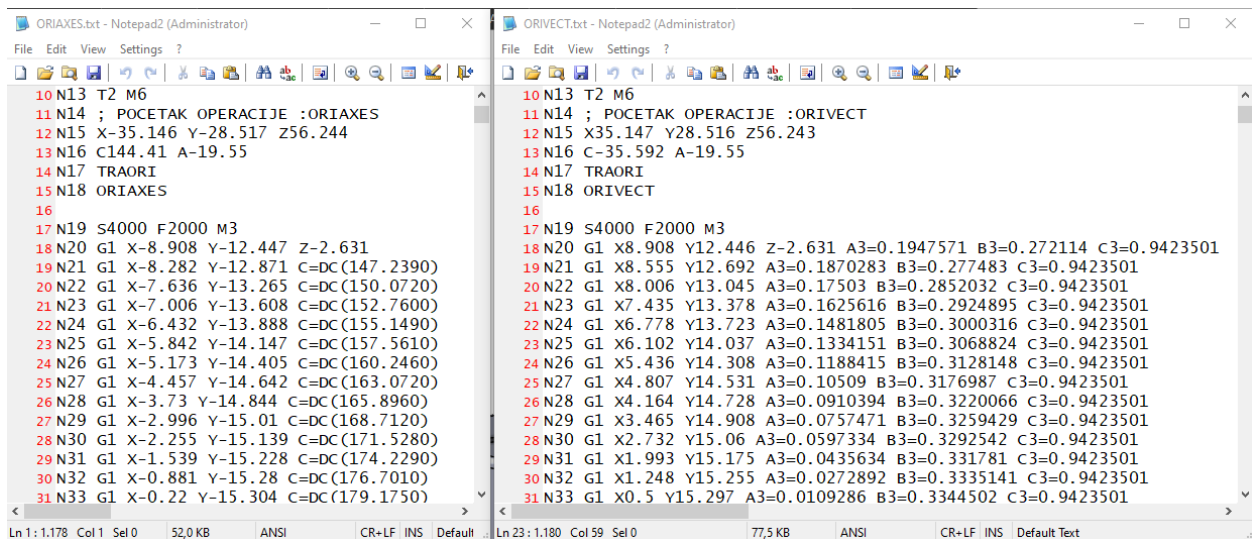 ORIAXES.txt - Notepad2 (Administrator)
File Edit View Settings ?
10 N13 T2 M6
11 N14 ; POCETAK OPERACIJE :ORIAXES
12 N15 X-35.146 Y-28.517 Z56.244
13 N16 C144.41 A-19.55
14 N17 TRAORI
15 N18 ORIAXES
16
17 N19 S4000 F2000 M3
18 N20 G1 X-8.908 Y-12.447 Z-2.631
19 N21 G1 X-8.282 Y-12.871 C=DC(147.2390)
20 N22 G1 X-7.636 Y-13.265 C=DC(150.0720)
21 N23 G1 X-7.006 Y-13.608 C=DC(152.7600)
22 N24 G1 X-6.432 Y-13.888 C=DC(155.1490)
23 N25 G1 X-5.842 Y-14.147 C=DC(157.5610)
24 N26 G1 X-5.173 Y-14.405 C=DC(160.2460)
25 N27 G1 X-4.457 Y-14.642 C=DC(163.0720)
26 N28 G1 X-3.73 Y-14.844 C=DC(165.8960)
27 N29 G1 X-2.996 Y-15.01 C=DC(168.7120)
28 N30 G1 X-2.255 Y-15.139 C=DC(171.5280)
29 N31 G1 X-1.539 Y-15.228 C=DC(174.2290)
30 N32 G1 X-0.881 Y-15.28 C=DC(176.7010)
31 N33 G1 X-0.22 Y-15.304 C=DC(179.1750)
Ln 1 : 1.178 Col 1 Sel 0 52,0 KB ANSI CR+LF INS Default
ORIVECT.txt - Notepad2 (Administrator)
File Edit View Settings ?
10 N13 T2 M6
11 N14 ; POCETAK OPERACIJE :ORIVECT
12 N15 X35.147 Y28.516 Z56.243
13 N16 C-35.592 A-19.55
14 N17 TRAORI
15 N18 ORIVECT
16
17 N19 S4000 F2000 M3
18 N20 G1 X8.908 Y12.446 Z-2.631 A3=0.1947571 B3=0.272114 C3=0.9423501
19 N21 G1 X8.555 Y12.692 A3=0.1870283 B3=0.277483 C3=0.9423501
20 N22 G1 X8.006 Y13.045 A3=0.17503 B3=0.2852032 C3=0.9423501
21 N23 G1 X7.435 Y13.378 A3=0.1625616 B3=0.2924895 C3=0.9423501
22 N24 G1 X6.778 Y13.723 A3=0.1481805 B3=0.3000316 C3=0.9423501
23 N25 G1 X6.102 Y14.037 A3=0.1334151 B3=0.3068824 C3=0.9423501
24 N26 G1 X5.436 Y14.308 A3=0.1188415 B3=0.3128148 C3=0.9423501
25 N27 G1 X4.807 Y14.531 A3=0.10509 B3=0.3176987 C3=0.9423501
26 N28 G1 X4.164 Y14.728 A3=0.0910394 B3=0.3220066 C3=0.9423501
27 N29 G1 X3.465 Y14.908 A3=0.0757471 B3=0.3259429 C3=0.9423501
28 N30 G1 X2.732 Y15.06 A3=0.0597334 B3=0.3292542 C3=0.9423501
29 N31 G1 X1.993 Y15.175 A3=0.0435634 B3=0.331781 C3=0.9423501
30 N32 G1 X1.248 Y15.255 A3=0.0272892 B3=0.3335141 C3=0.9423501
31 N33 G1 X0.5 Y15.297 A3=0.0109286 B3=0.3344502 C3=0.9423501
Ln 23 : 1.180 Col 59 Sel 0 77,5 KB ANSI CR+LF INS Default Text